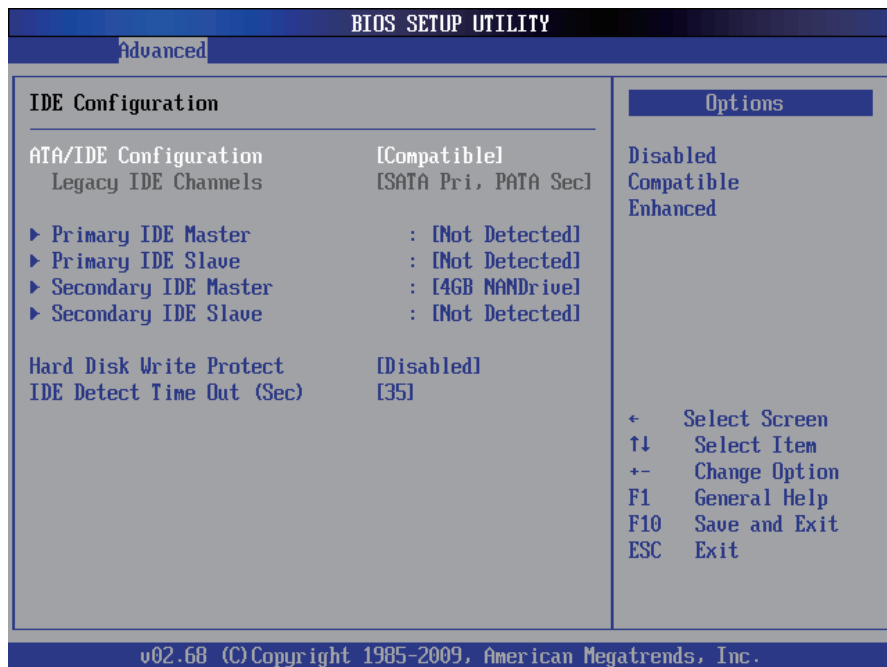 BIOS SETUP UTILITY
Advanced
IDE Configuration
ATA/IDE Configuration [Compatible]
Legacy IDE Channels [SATA Pri, PATA Sec]
▶ Primary IDE Master : [Not Detected]
▶ Primary IDE Slave : [Not Detected]
▶ Secondary IDE Master : [4GB NANDrive]
▶ Secondary IDE Slave : [Not Detected]
Hard Disk Write Protect [Disabled]
IDE Detect Time Out (Sec) [35]
Options
Disabled
Compatible
Enhanced
← Select Screen
↑↓ Select Item
+- Change Option
F1 General Help
F10 Save and Exit
ESC Exit
v02.68 (C)Copyright 1985-2009, American Megatrends, Inc.